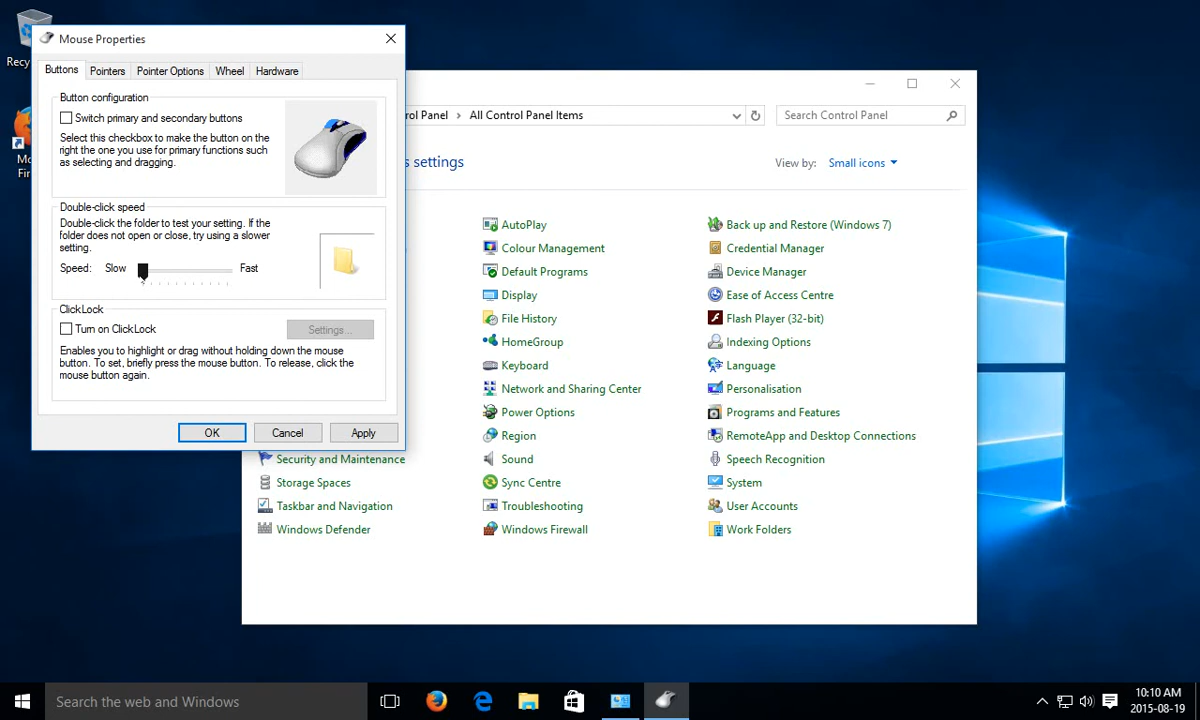 Recy
Mo
Fir
Mouse Properties
Buttons
Pointers
Pointer Options
Wheel
Hardware
Button configuration
Switch primary and secondary buttons
Select this checkbox to make the button on the
right the one you use for primary functions such
as selecting and dragging.
Double-click speed
Double-click the folder to test your setting. If the
folder does not open or close, try using a slower
setting.
Speed: Slow Fast
ClickLock
Turn on ClickLock
Settings...
Enables you to highlight or drag without holding down the mouse
button. To set, briefly press the mouse button. To release, click the
mouse button again.
OK
Cancel
Apply
rol Panel > All Control Panel Items
Search Control Panel
s settings
View by: Small icons
AutoPlay
Back up and Restore (Windows 7)
Colour Management
Credential Manager
Default Programs
Device Manager
Display
Ease of Access Centre
File History
Flash Player (32-bit)
HomeGroup
Indexing Options
Keyboard
Language
Network and Sharing Center
Personalisation
Power Options
Programs and Features
Region
RemoteApp and Desktop Connections
Security and Maintenance
Sound
Speech Recognition
Storage Spaces
Sync Centre
System
Taskbar and Navigation
Troubleshooting
User Accounts
Windows Defender
Windows Firewall
Work Folders
Search the web and Windows
10:10 AM
2015-08-19